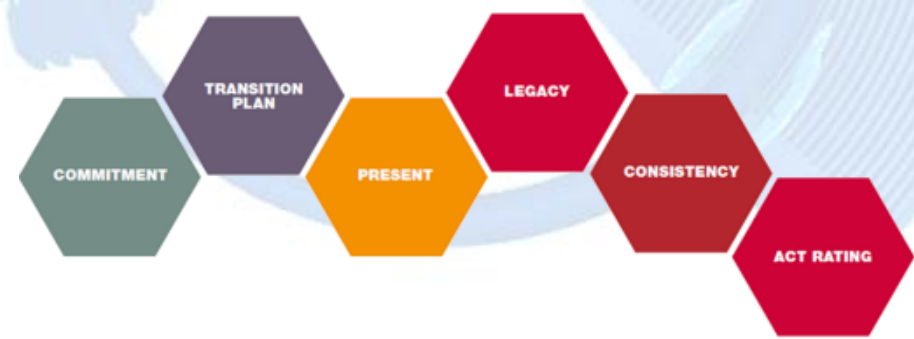 COMMITMENT
TRANSITION
PLAN
PRESENT
LEGACY
CONSISTENCY
ACT RATING